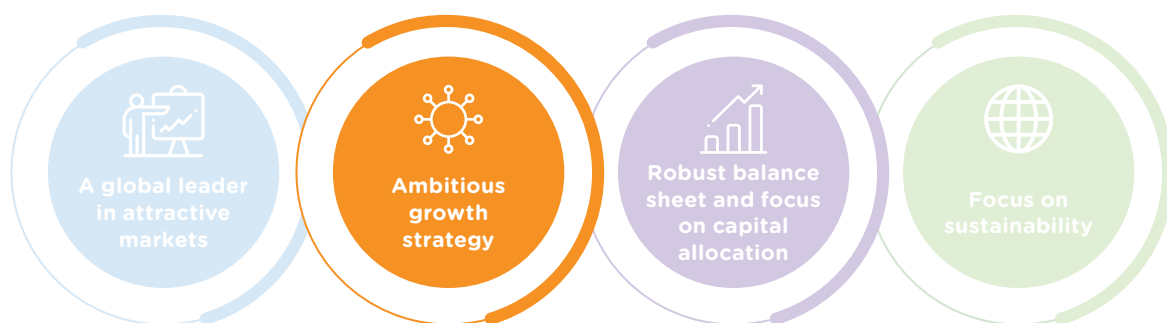 A global leader
in attractive
markets
Ambitious
growth
strategy
Robust balance
sheet and focus
on capital
allocation
Focus on
sustainability